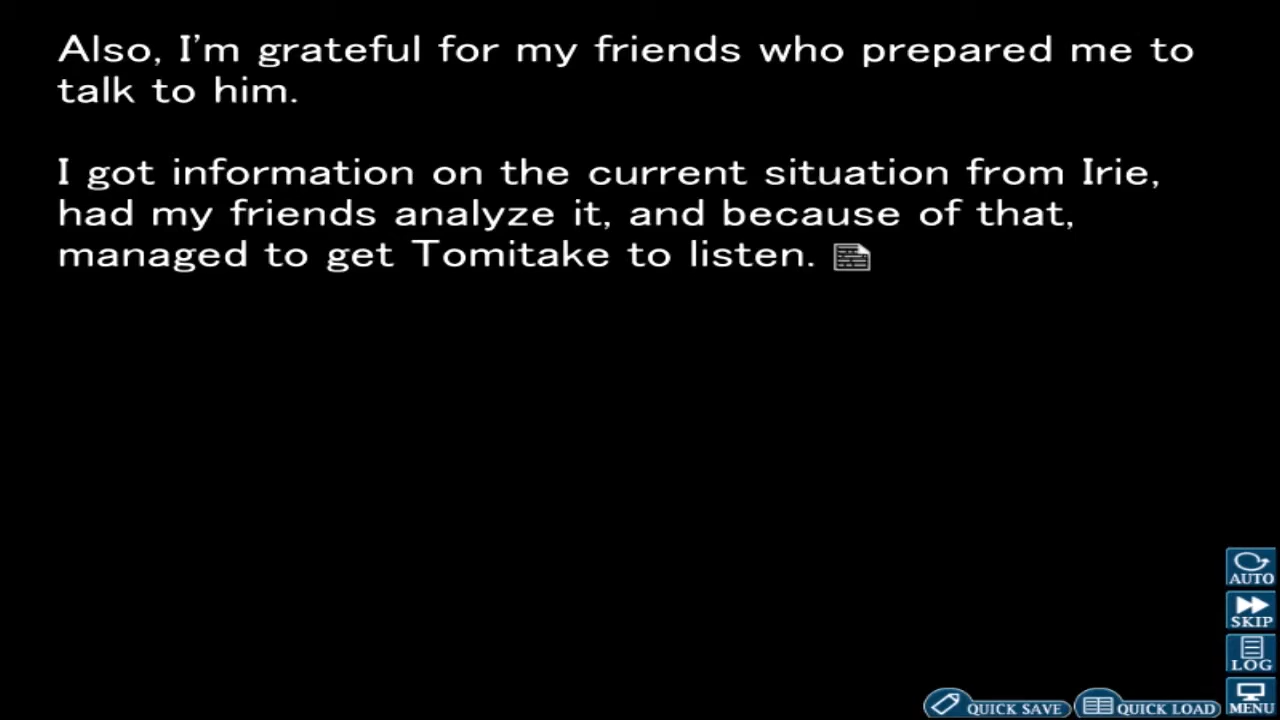 Also, I'm grateful for my friends who prepared me to
talk to him.
I got information on the current situation from Irie,
had my friends analyze it, and because of that,
managed to get Tomitake to listen.
AUTO
SKIP
LOG
MENU
QUICK SAVE
QUICK LOAD